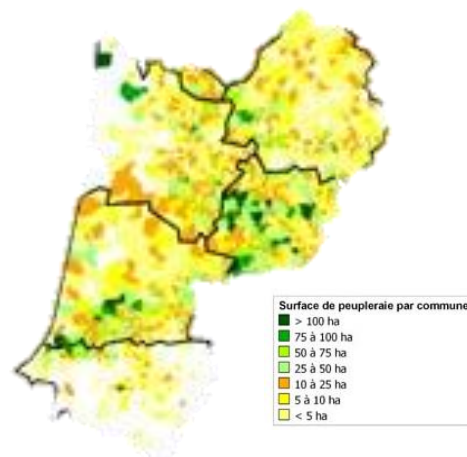 Surface de peupleraie par commune
> 100 ha
75 à 100 ha
50 à 75 ha
25 à 50 ha
10 à 25 ha
5 à 10 ha
< 5 ha